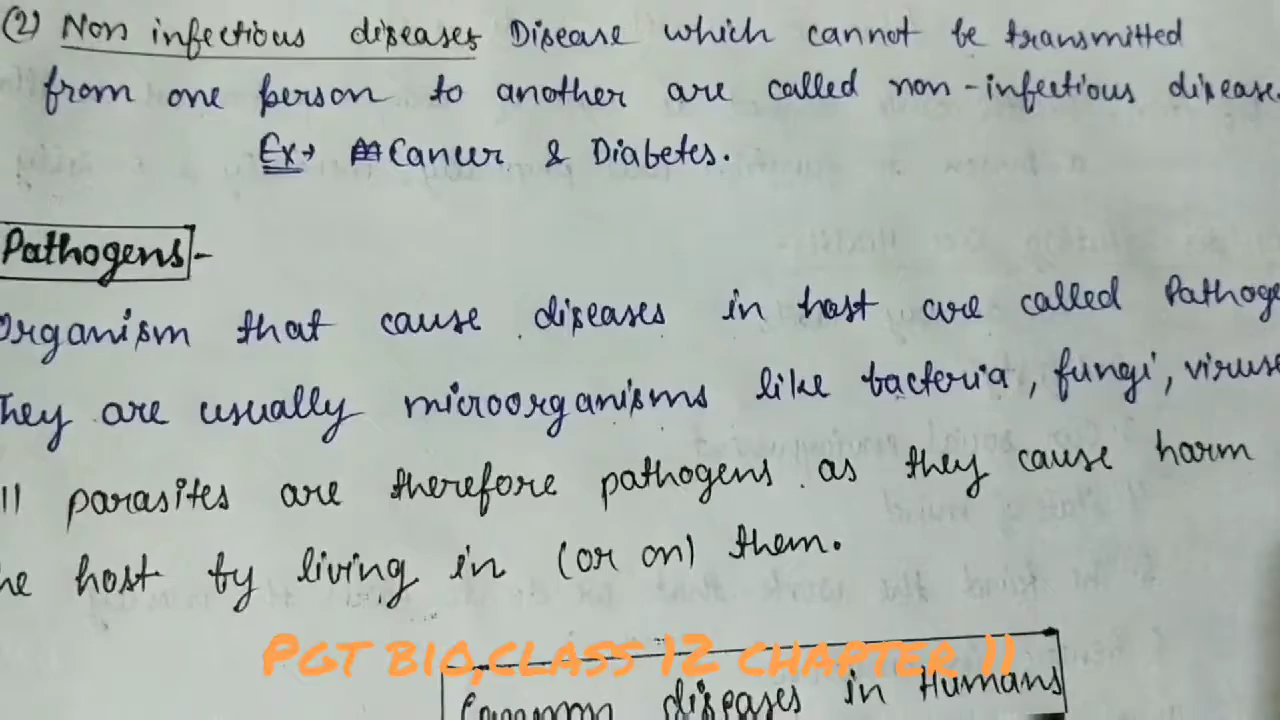 (2) Non infectious diseases Disease which cannot be transmitted
from one person to another are called non-infectious disease.
Ex→ Cancer & Diabetes.
Pathogens-
Organism that cause diseases in host are called Pathoge
They are usually microorganisms like bacteria, fungi, viruse
ll parasites are therefore pathogens as they cause harm
he host by living in (or on) them.
PGT BIO,CLASS 12 CHAPTER 11
Common diseases in Humans